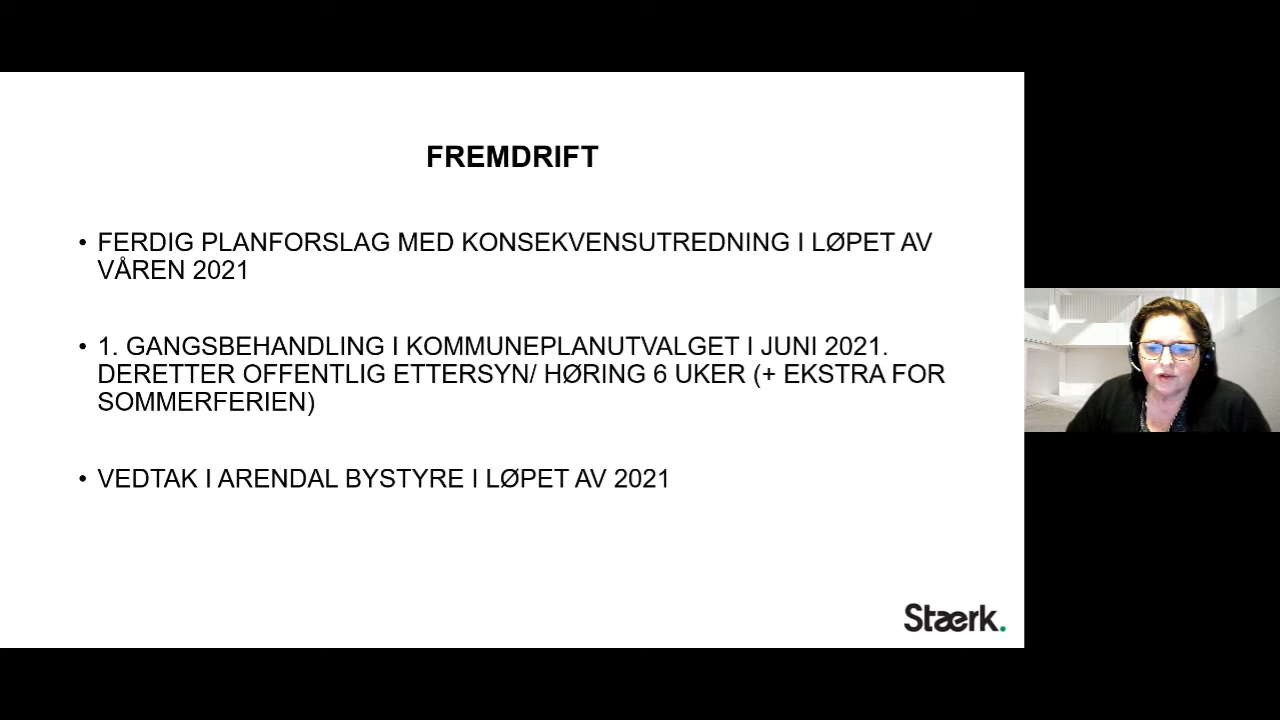 FREMDRIFT
• FERDIG PLANFORSLAG MED KONSEKVENSUTREDNING I LØPET AV
VÅREN 2021
• 1. GANGSBEHANDLING I KOMMUNEPLANUTVALGET I JUNI 2021.
DERETTER OFFENTLIG ETTERSYN/ HØRING 6 UKER (+ EKSTRA FOR
SOMMERFERIEN)
• VEDTAK I ARENDAL BYSTYRE I LØPET AV 2021
Stærk.